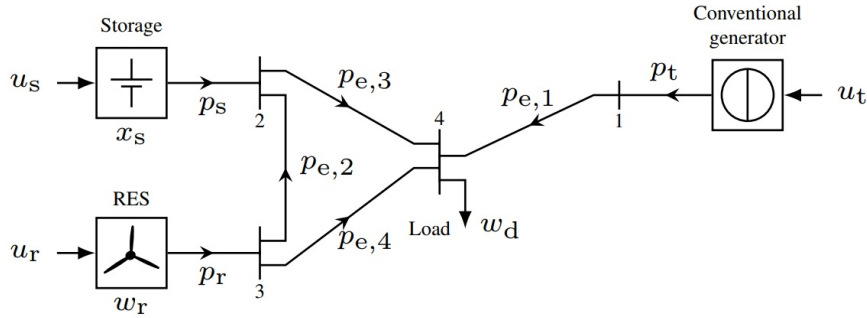 Storage
Conventional
generator
u_s
p_s
x_s
2
p_e,3
4
p_e,1
p_t
1
u_t
p_e,2
RES
u_r
p_r
w_r
3
p_e,4
Load
w_d